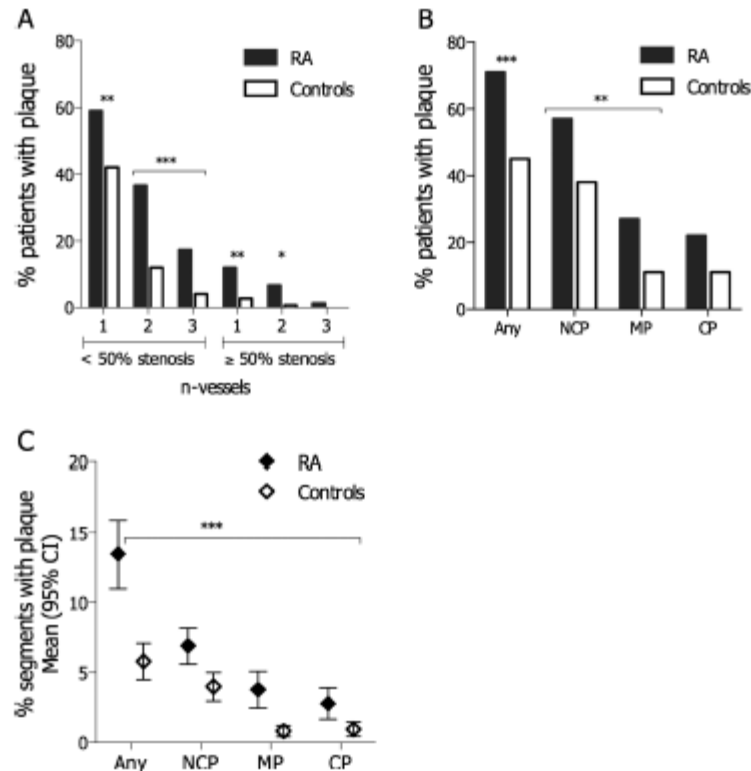 A
80
60
40
20
0
% patients with plaque
RA
Controls
**
***
**
*
1 2 3 1 2 3
< 50% stenosis ≥ 50% stenosis
n-vessels
B
80
60
40
20
0
% patients with plaque
RA
Controls
***
**
Any NCP MP CP
C
20
15
10
5
0
% segments with plaque
Mean (95% CI)
RA
Controls
***
Any NCP MP CP